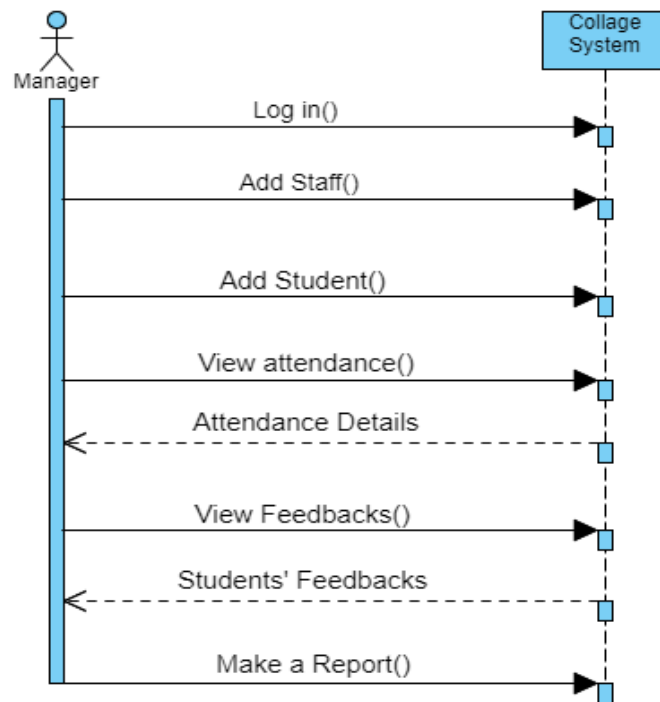 Manager
Collage
System
Log in()
Add Staff()
Add Student()
View attendance()
Attendance Details
View Feedbacks()
Students' Feedbacks
Make a Report()